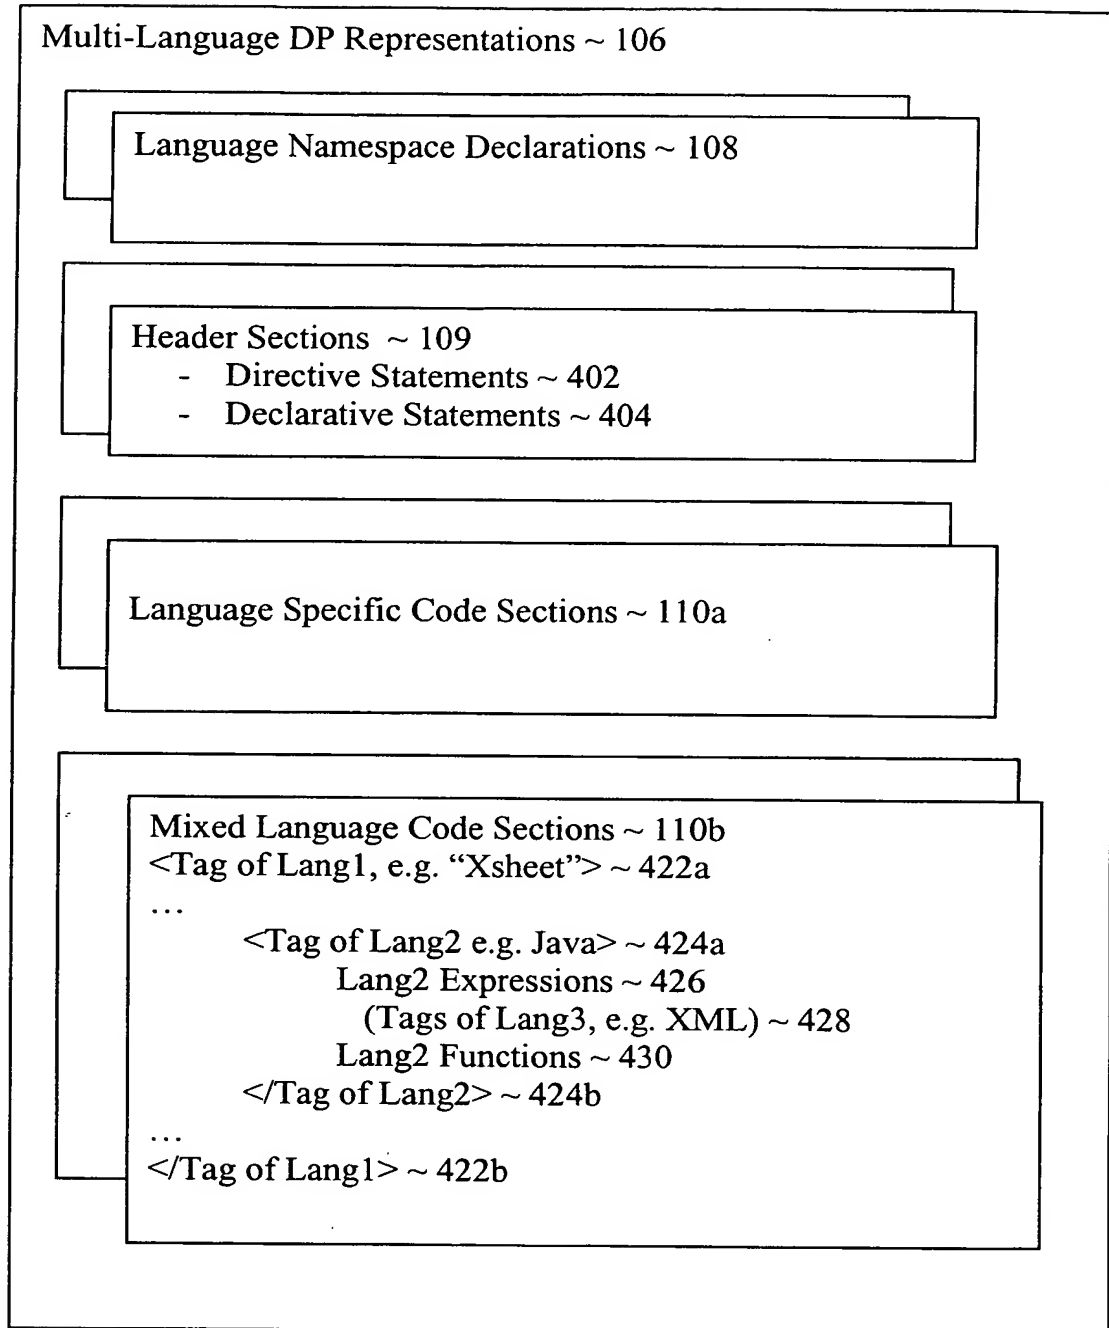 Multi-Language DP Representations ~ 106
Language Namespace Declarations ~ 108
Header Sections ~ 109
- Directive Statements ~ 402
- Declarative Statements ~ 404
Language Specific Code Sections ~ 110a
Mixed Language Code Sections ~ 110b
<Tag of Lang1, e.g. “Xsheet”> ~ 422a
...
<Tag of Lang2 e.g. Java> ~ 424a
Lang2 Expressions ~ 426
(Tags of Lang3, e.g. XML) ~ 428
Lang2 Functions ~ 430
</Tag of Lang2> ~ 424b
...
</Tag of Lang1> ~ 422b